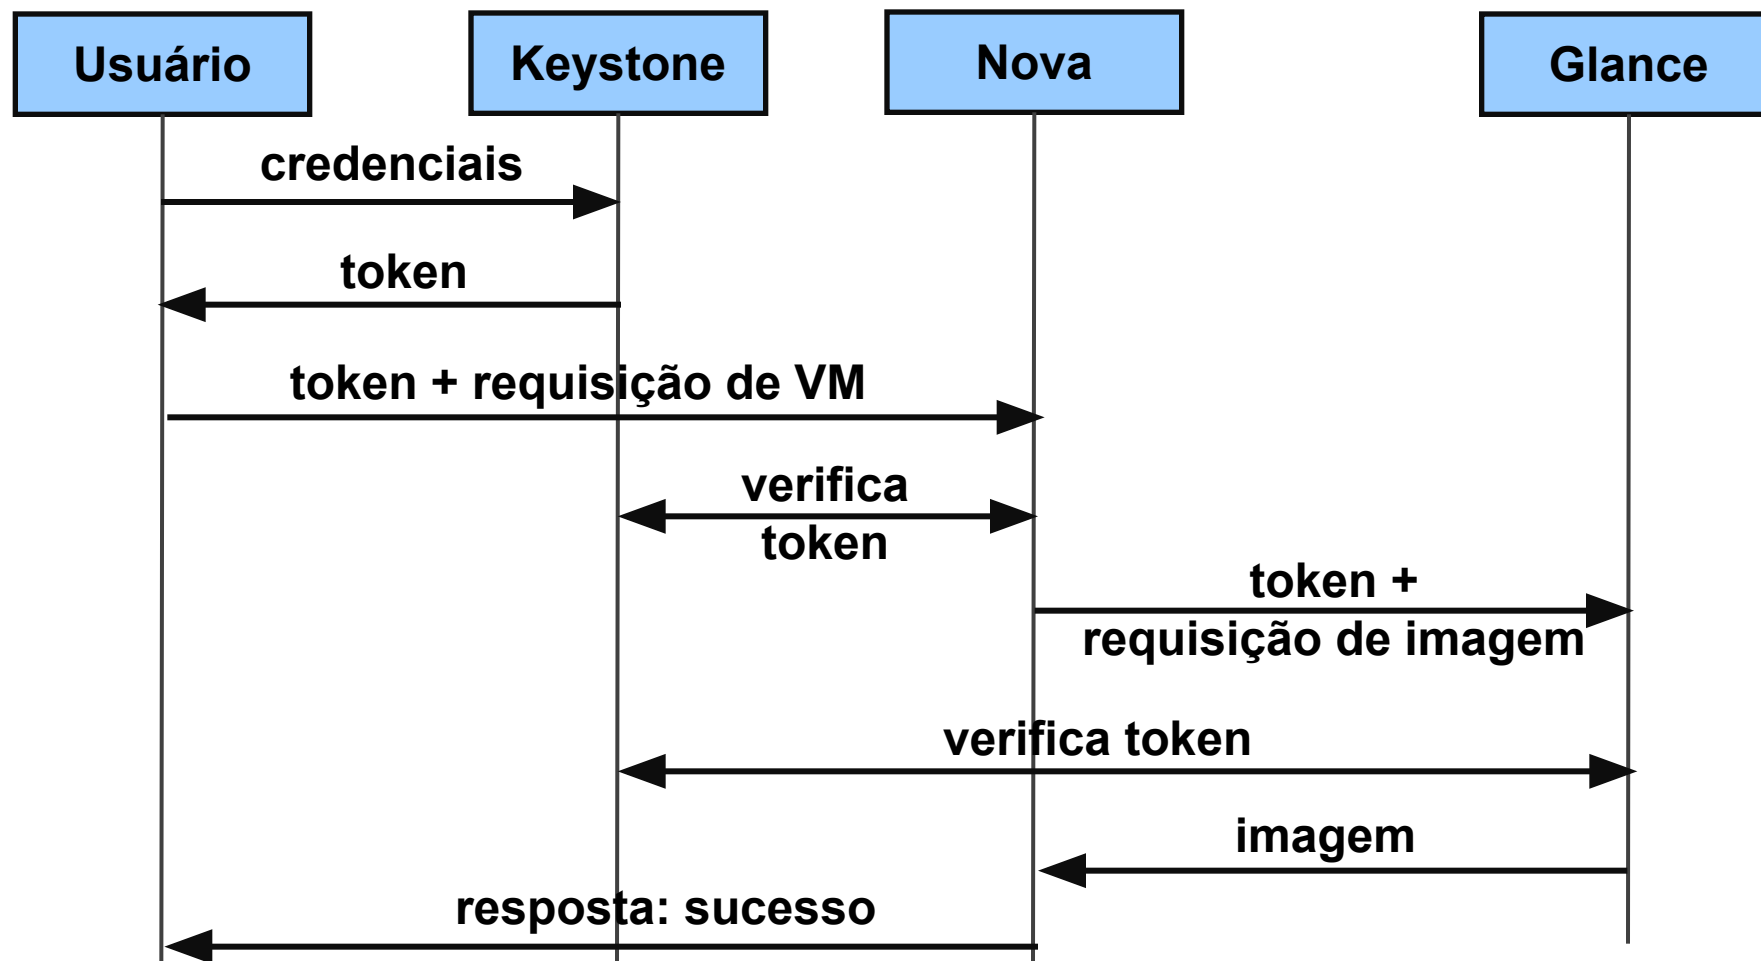 Usuário
Keystone
Nova
Glance
credenciais
token
token + requisição de VM
verifica
token
token +
requisição de imagem
verifica token
imagem
resposta: sucesso